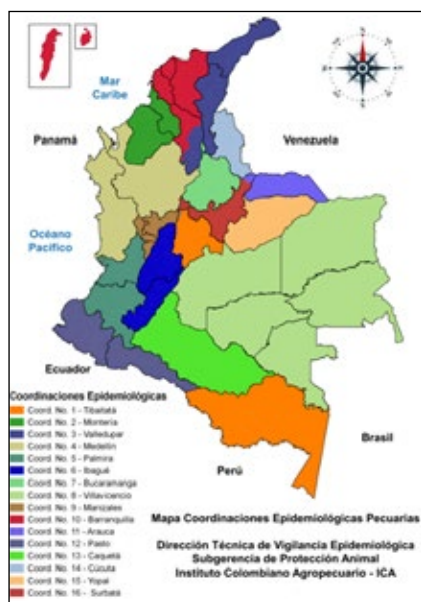 Mar
Caribe
Panamá
Venezuela
Océano
Pacífico
Ecuador
Brasil
Perú
Coordinaciones Epidemiológicas
Coord. No. 1 - Tibaitatá
Coord. No. 2 - Montería
Coord. No. 3 - Valledupar
Coord. No. 4 - Medellín
Coord. No. 5 - Palmira
Coord. No. 6 - Ibagué
Coord. No. 7 - Bucaramanga
Coord. No. 8 - Villavicencio
Coord. No. 9 - Manizales
Coord. No. 10 - Barranquilla
Coord. No. 11 - Arauca
Coord. No. 12 - Pasto
Coord. No. 13 - Caquetá
Coord. No. 14 - Cúcuta
Coord. No. 15 - Yopal
Coord. No. 16 - Surbatá
Mapa Coordinaciones Epidemiológicas Pecuarias
Dirección Técnica de Vigilancia Epidemiológica
Subgerencia de Protección Animal
Instituto Colombiano Agropecuario - ICA